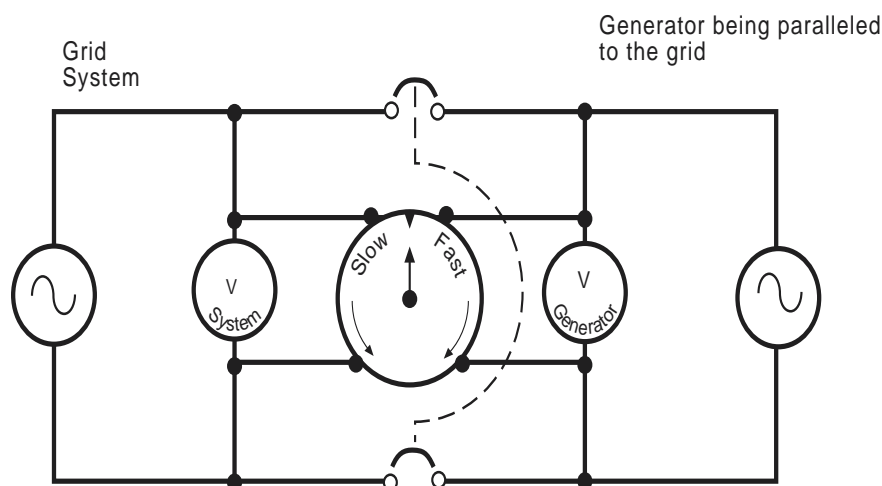 Grid
System
Generator being paralleled
to the grid
Slow
Fast
V
System
V
Generator